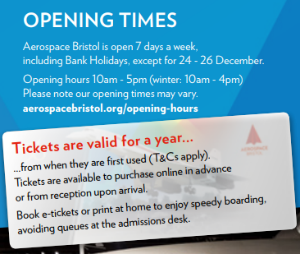 OPENING TIMES
Aerospace Bristol is open 7 days a week,
including Bank Holidays, except for 24 - 26 December.
Opening hours 10am - 5pm (winter: 10am - 4pm)
Please note our opening times may vary.
aerospacebristol.org/opening-hours
Tickets are valid for a year...
...from when they are first used (T&Cs apply).
Tickets are available to purchase online in advance
or from reception upon arrival.
Book e-tickets or print at home to enjoy speedy boarding,
avoiding queues at the admissions desk.